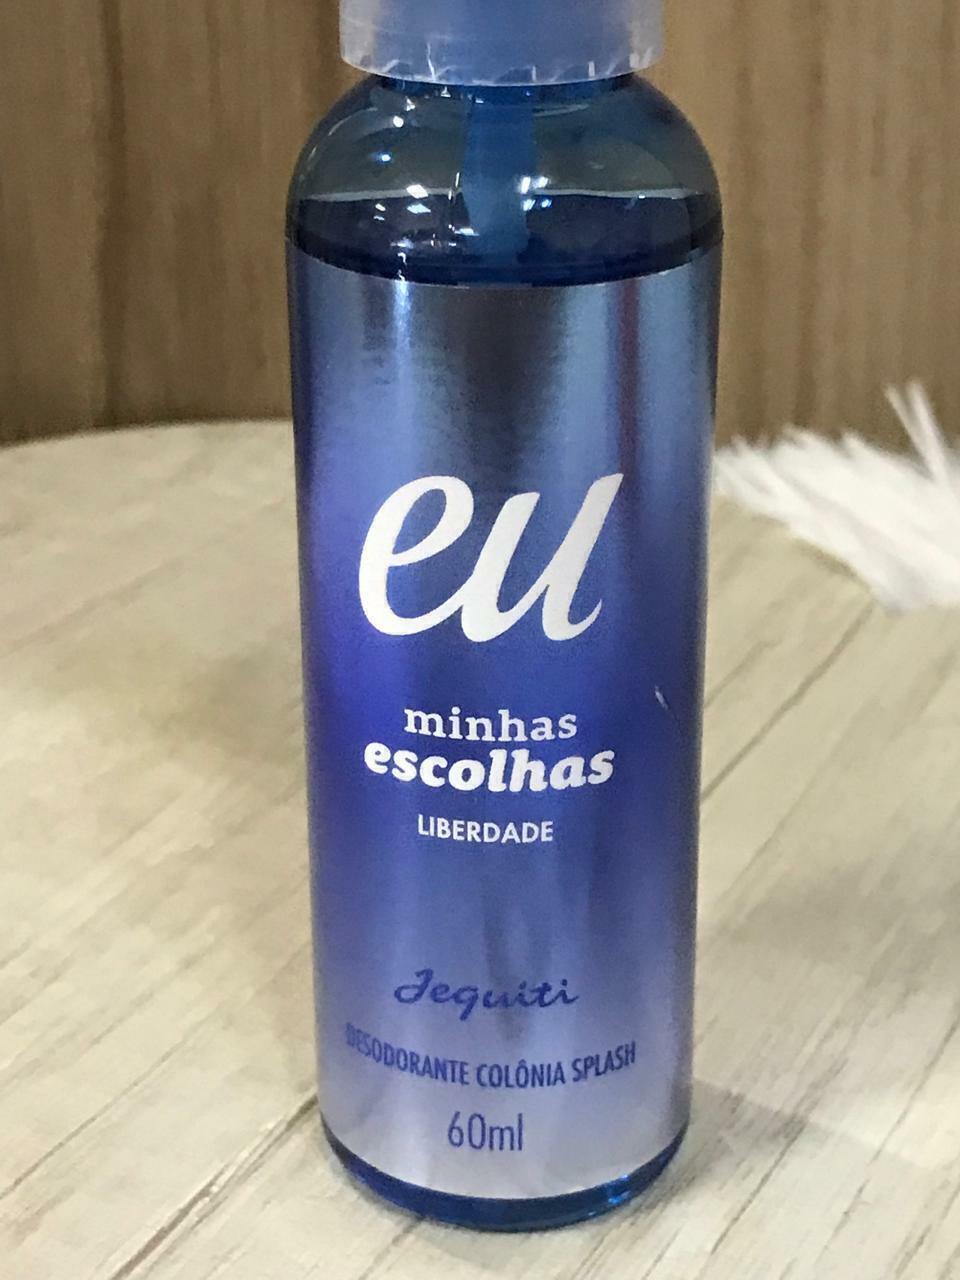 eu
minhas
escolhas
LIBERDADE
Jequiti
DESODORANTE COLÔNIA SPLASH
60ml